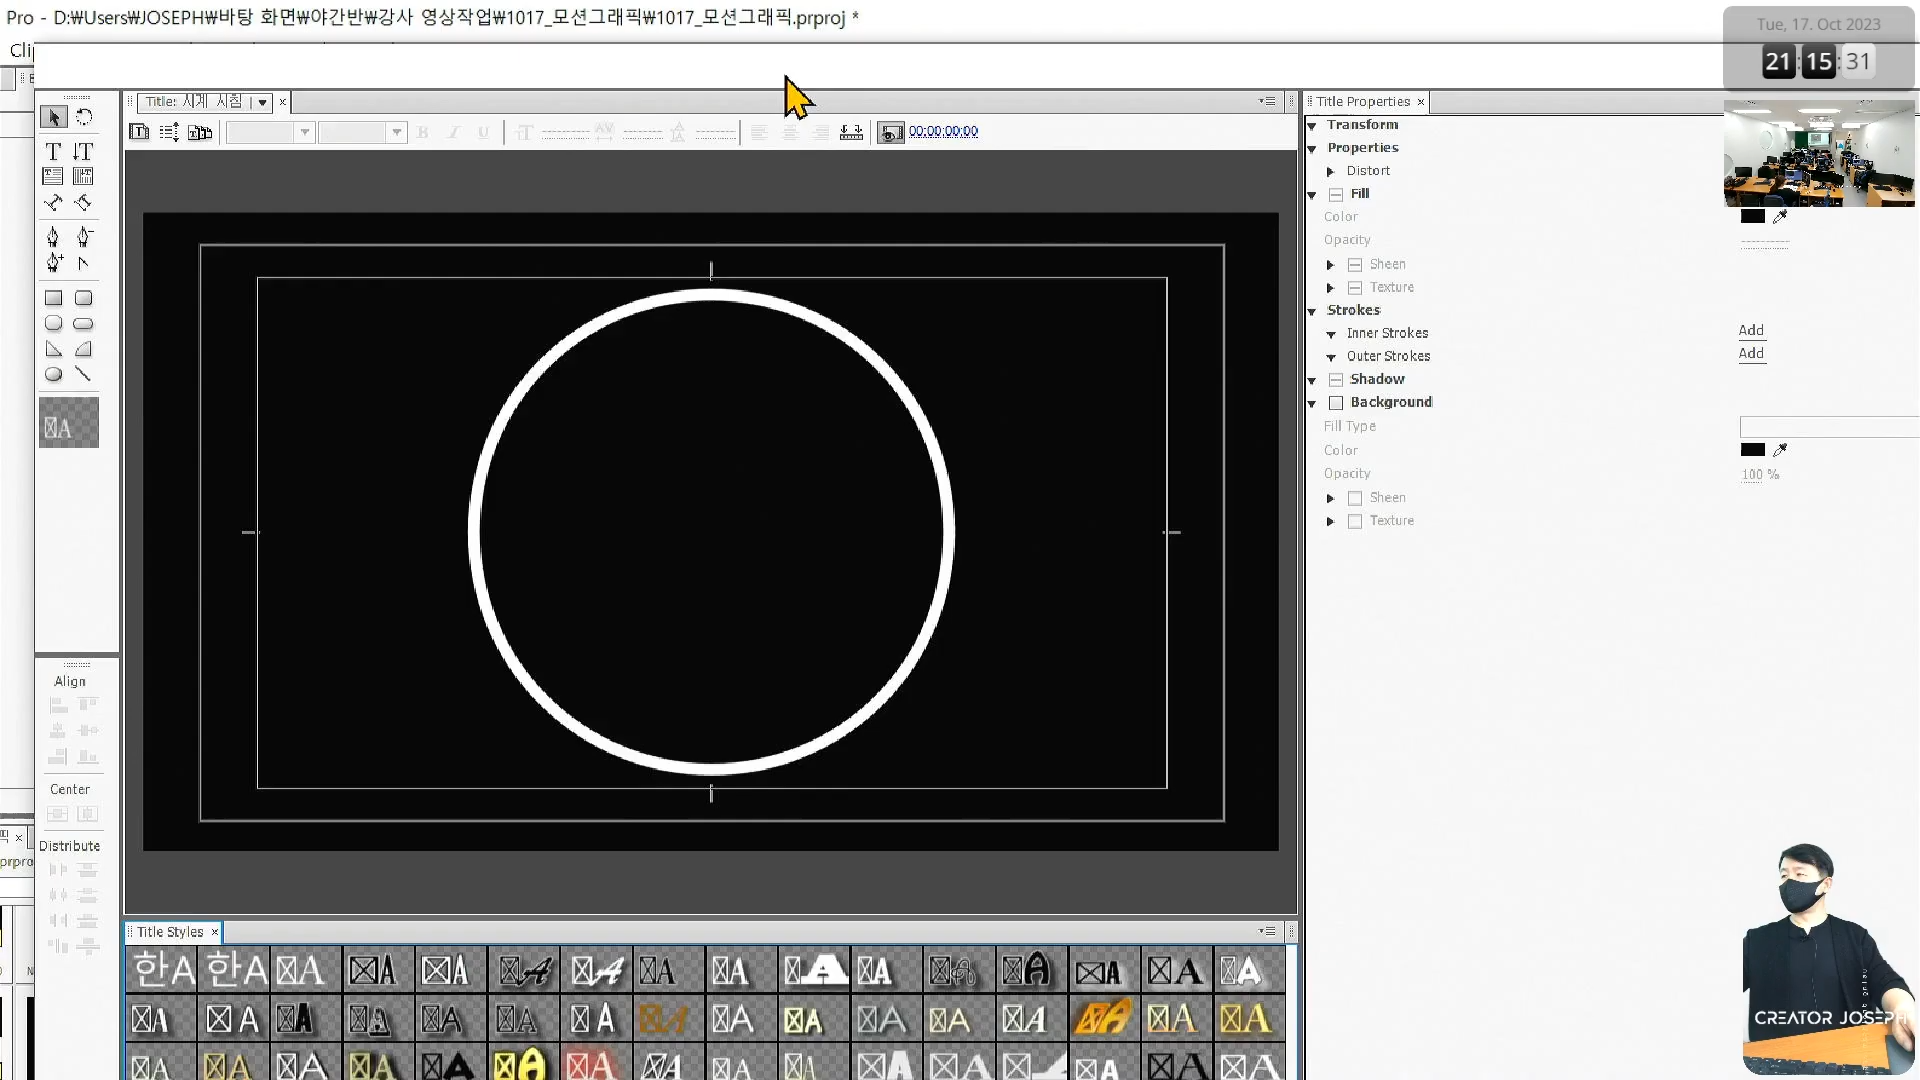 Pro - D:₩Users₩JOSEPH₩바탕 화면₩야간반₩강사 영상작업₩1017_모션그래픽₩1017_모션그래픽.prproj *
Tue, 17. Oct 2023
21:15:31
Title: 시계 시침
00:00:00:00
B I U
Title Properties
Transform
Properties
Distort
Fill
Color
Opacity
Sheen
Texture
Strokes
Inner Strokes
Add
Outer Strokes
Add
Shadow
Background
Fill Type
Color
Opacity
100 %
Sheen
Texture
Align
Center
Distribute
Title Styles
한A 한A
CREATOR JOSEPH